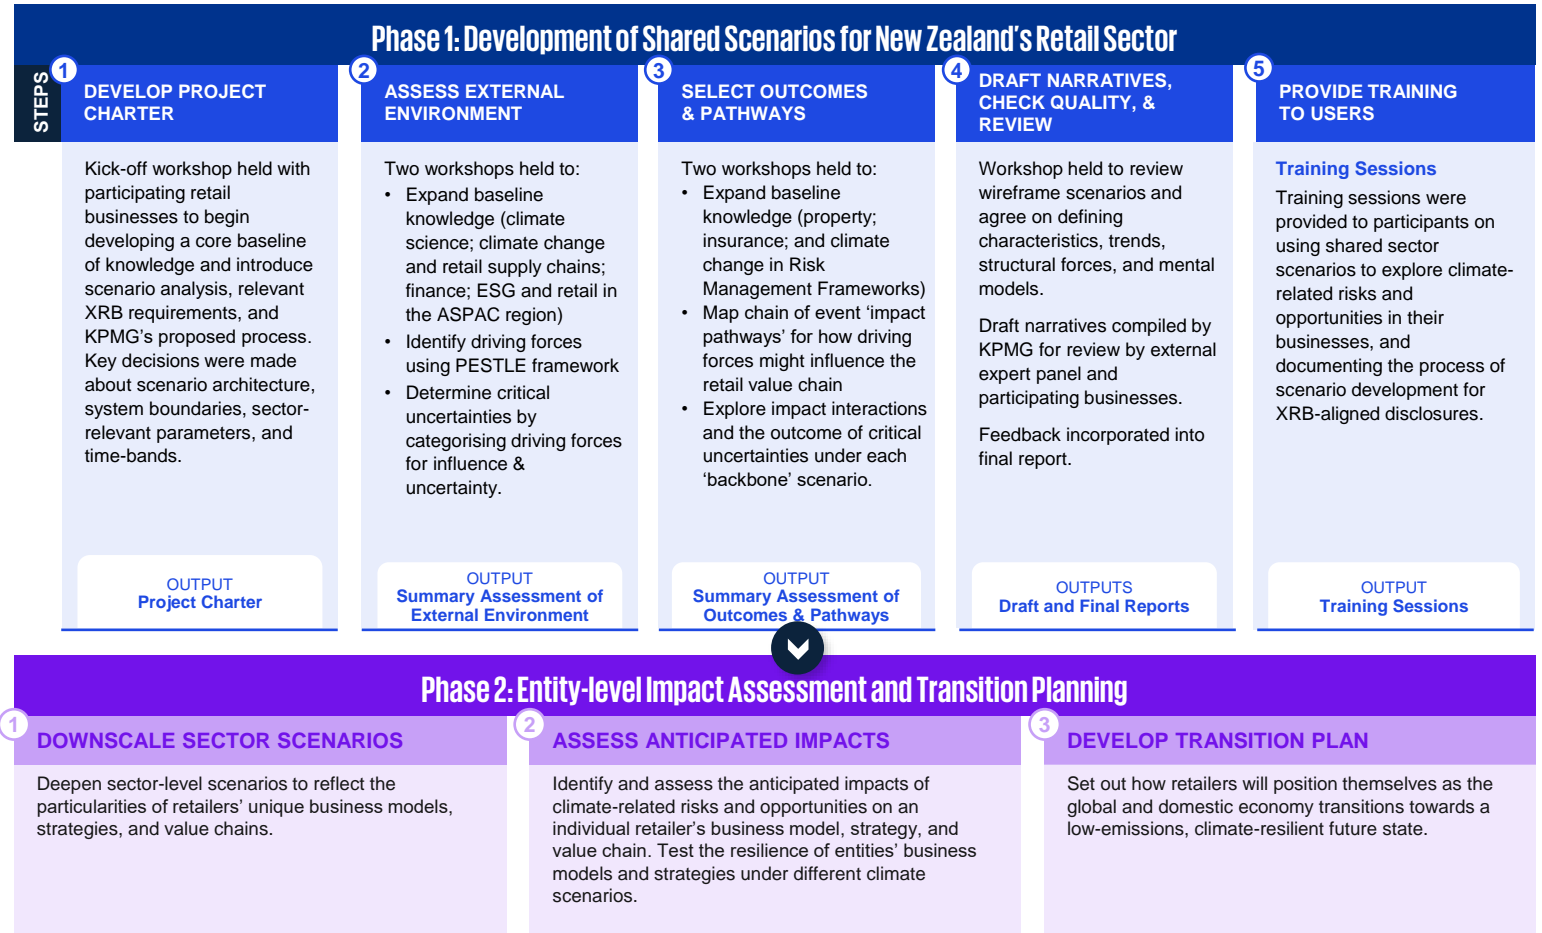 Phase 1: Development of Shared Scenarios for New Zealand's Retail Sector
STEPS
1
DEVELOP PROJECT
CHARTER
Kick-off workshop held with
participating retail
businesses to begin
developing a core baseline
of knowledge and introduce
scenario analysis, relevant
XRB requirements, and
KPMG's proposed process.
Key decisions were made
about scenario architecture,
system boundaries, sector-
relevant parameters, and
time-bands.
OUTPUT
Project Charter
2
ASSESS EXTERNAL
ENVIRONMENT
Two workshops held to:
• Expand baseline
knowledge (climate
science; climate change
and retail supply chains;
finance; ESG and retail in
the ASPAC region)
• Identify driving forces
using PESTLE framework
• Determine critical
uncertainties by
categorising driving forces
for influence &
uncertainty.
OUTPUT
Summary Assessment of
External Environment
3
SELECT OUTCOMES
& PATHWAYS
Two workshops held to:
• Expand baseline
knowledge (property;
insurance; and climate
change in Risk
Management Frameworks)
• Map chain of event ‘impact
pathways’ for how driving
forces might influence the
retail value chain
• Explore impact interactions
and the outcome of critical
uncertainties under each
‘backbone’ scenario.
OUTPUT
Summary Assessment of
Outcomes & Pathways
4
DRAFT NARRATIVES,
CHECK QUALITY, &
REVIEW
Workshop held to review
wireframe scenarios and
agree on defining
characteristics, trends,
structural forces, and mental
models.
Draft narratives compiled by
KPMG for review by external
expert panel and
participating businesses.
Feedback incorporated into
final report.
OUTPUTS
Draft and Final Reports
5
PROVIDE TRAINING
TO USERS
Training Sessions
Training sessions were
provided to participants on
using shared sector
scenarios to explore climate-
related risks and
opportunities in their
businesses, and
documenting the process of
scenario development for
XRB-aligned disclosures.
OUTPUT
Training Sessions
Phase 2: Entity-level Impact Assessment and Transition Planning
1
DOWNSCALE SECTOR SCENARIOS
Deepen sector-level scenarios to reflect the
particularities of retailers’ unique business models,
strategies, and value chains.
2
ASSESS ANTICIPATED IMPACTS
Identify and assess the anticipated impacts of
climate-related risks and opportunities on an
individual retailer’s business model, strategy, and
value chain. Test the resilience of entities’ business
models and strategies under different climate
scenarios.
3
DEVELOP TRANSITION PLAN
Set out how retailers will position themselves as the
global and domestic economy transitions towards a
low-emissions, climate-resilient future state.